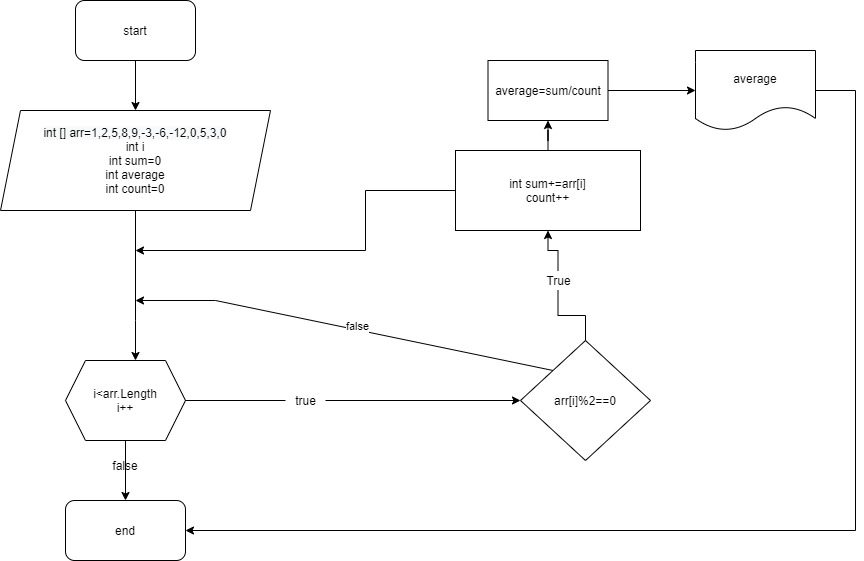 start
int [] arr=1,2,5,8,9,-3,-6,-12,0,5,3,0
int i
int sum=0
int average
int count=0
average=sum/count
average
int sum+=arr[i]
count++
True
false
i<arr.Length
i++
true
arr[i]%2==0
false
end